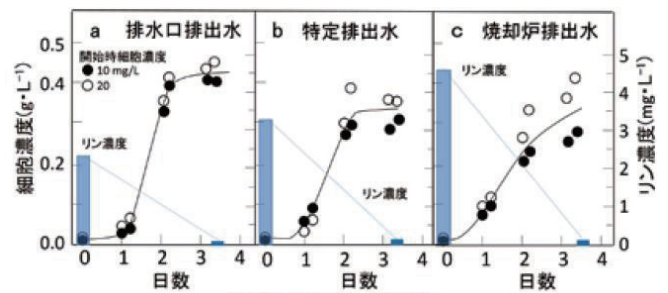 a 排水口排出水
b 特定排出水
c 焼却炉排出水
細胞濃度(g・L⁻¹)
0.5
0.4
0.2
0.0
開始時細胞濃度
● 10 mg/L
○ 20
リン濃度
リン濃度
リン濃度
5
4
3
2
1
0
リン濃度(mg・L⁻¹)
0 1 2 3 4
0 1 2 3 4
0 1 2 3 4
日数
日数
日数